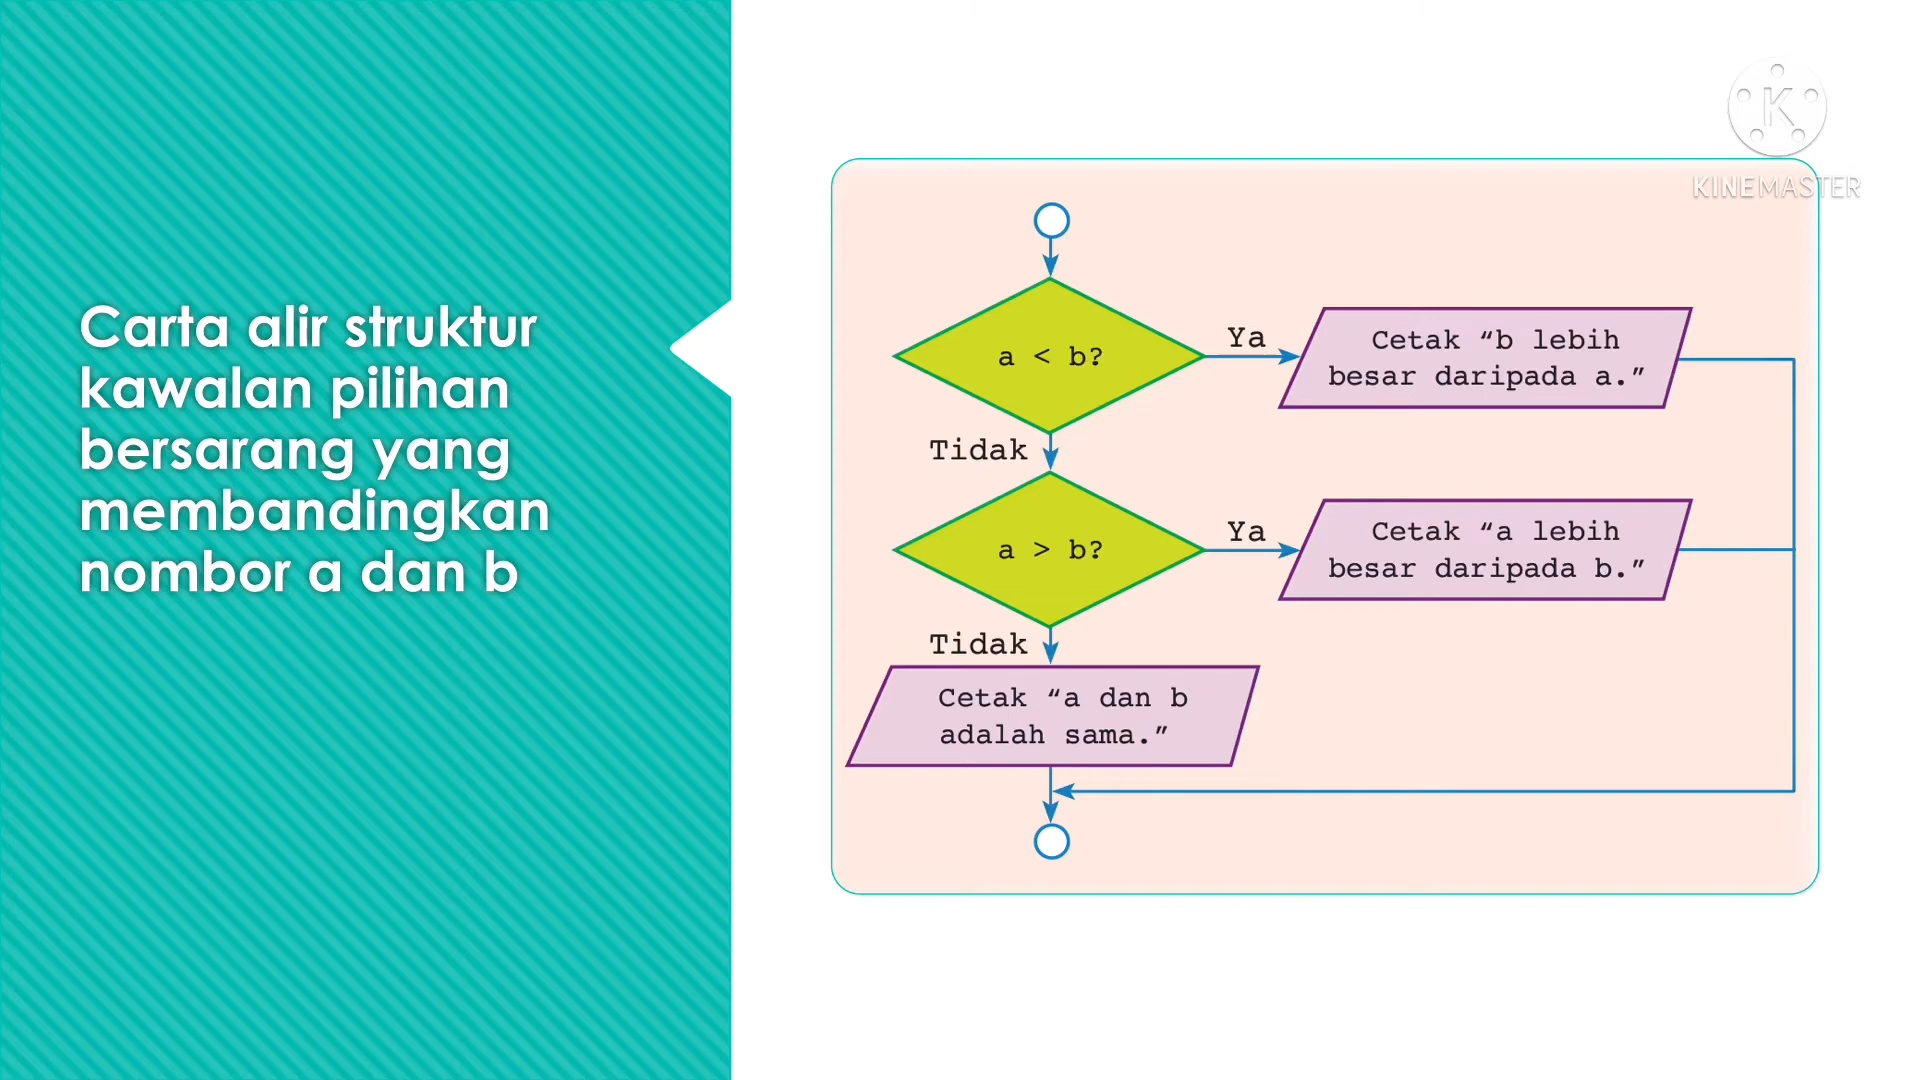 Carta alir struktur
kawalan pilihan
bersarang yang
membandingkan
nombor a dan b
K
KINEMASTER
a < b?
Ya
Cetak “b lebih
besar daripada a.”
Tidak
a > b?
Ya
Cetak “a lebih
besar daripada b.”
Tidak
Cetak “a dan b
adalah sama.”